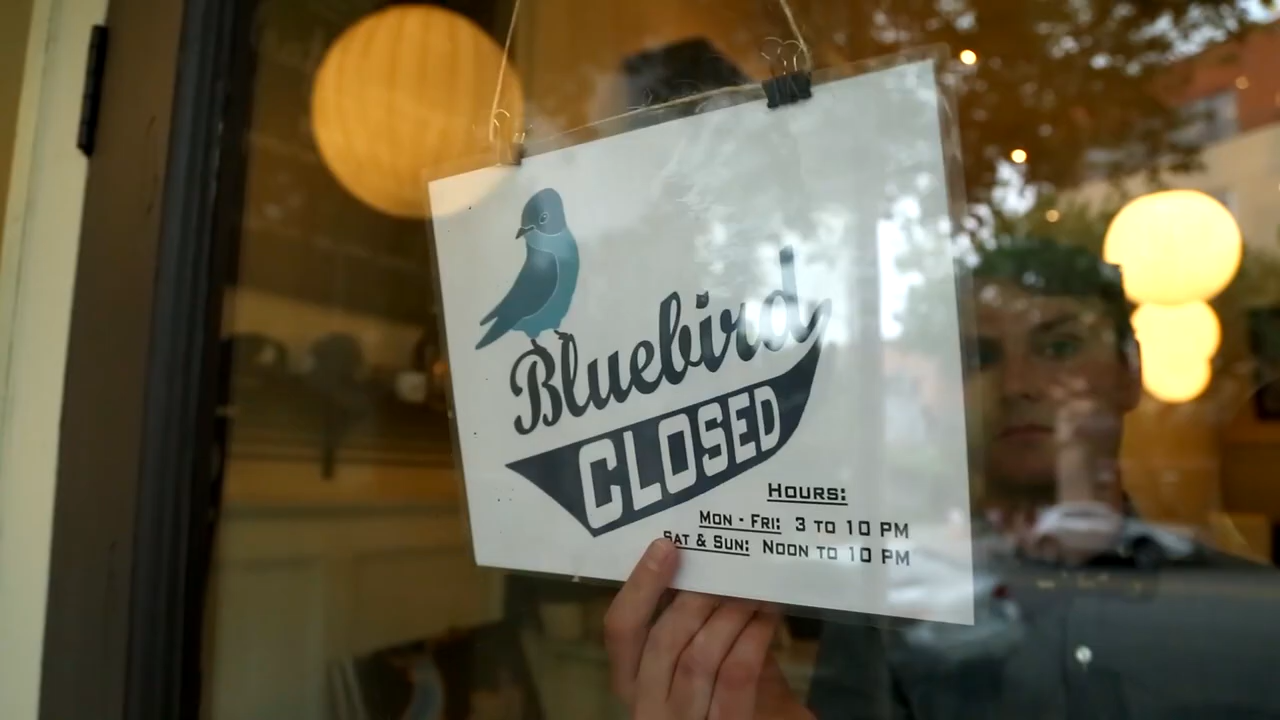 Bluebird
CLOSED
HOURS:
MON - FRI: 3 TO 10 PM
SAT & SUN: NOON TO 10 PM